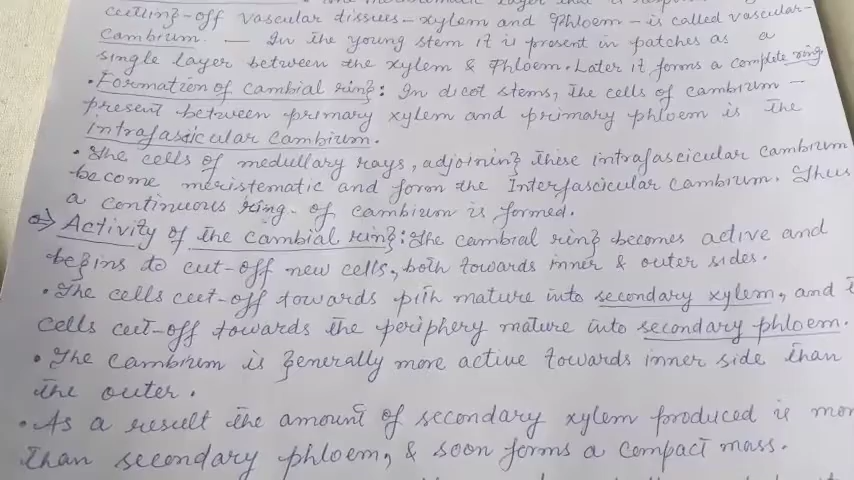 cutting-off vascular tissues - xylem and Phloem - is called vascular-
cambium. — In the young stem it is present in patches as a
single layer between the xylem & Phloem. Later it forms a complete ring.
• Formation of cambial ring: In dicot stems, The cells of cambium -
present between primary xylem and primary phloem is the
intrafascicular cambium.
• The cells of medullary rays, adjoining these intrafascicular cambium
become meristematic and form the Interfascicular cambium. Thus
a continuous ring- of cambium is formed.
⇒ Activity of the cambial ring: The cambial ring becomes active and
begins to cut-off new cells, both towards inner & outer sides.
• The cells cut-off towards pith mature into secondary xylem, and
cells cut-off towards the periphery mature into secondary phloem.
• The cambium is generally more active towards inner side than
the outer.
• As a result the amount of secondary xylem produced is mor
than secondary phloem, & soon forms a compact mass.